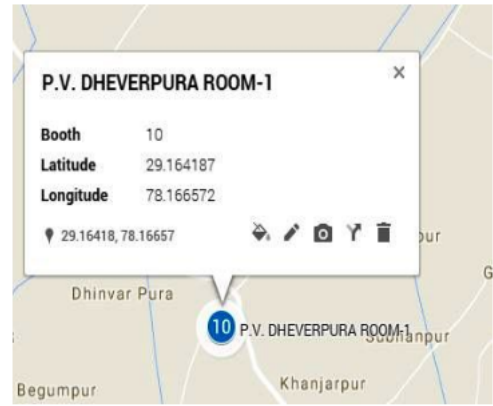 P.V. DHEVERPURA ROOM-1
Booth 10
Latitude 29.164187
Longitude 78.166572
29.16418, 78.16657
pur
G
Dhinvar Pura
10 P.V. DHEVERPURA ROOM-1
Begumpur
Khanjarpur